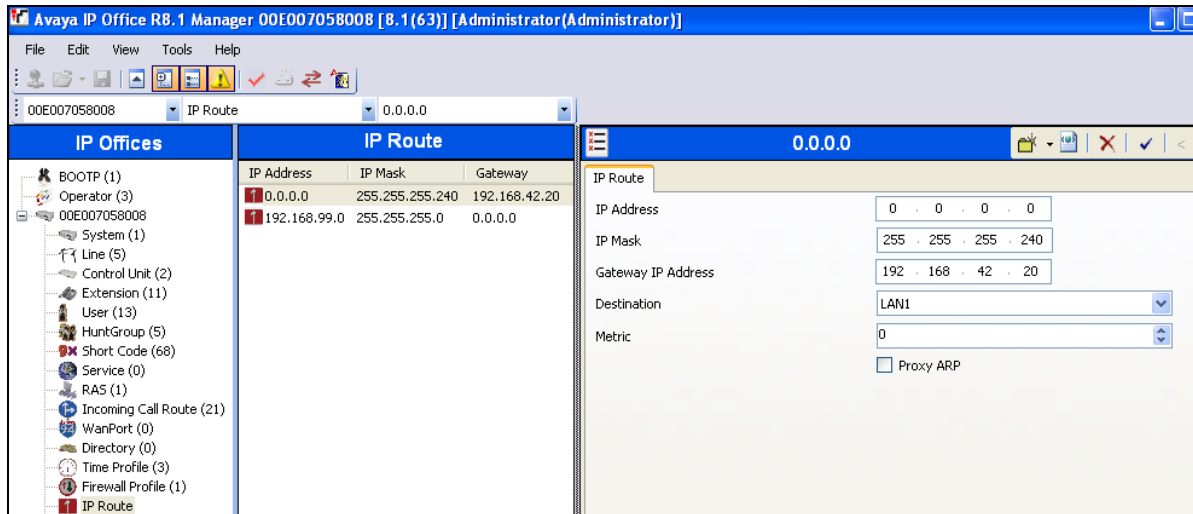 Avaya IP Office R8.1 Manager 00E007058008 [8.1(63)] [Administrator(Administrator)]
File Edit View Tools Help
00E007058008 IP Route 0.0.0.0
IP Offices
BOOTP (1)
Operator (3)
00E007058008
System (1)
Line (5)
Control Unit (2)
Extension (11)
User (13)
HuntGroup (5)
Short Code (68)
Service (0)
RAS (1)
Incoming Call Route (21)
WanPort (0)
Directory (0)
Time Profile (3)
Firewall Profile (1)
IP Route
IP Route
IP Address IP Mask Gateway
0.0.0.0 255.255.255.240 192.168.42.20
192.168.99.0 255.255.255.0 0.0.0.0
0.0.0.0
IP Route
IP Address 0 . 0 . 0 . 0
IP Mask 255 . 255 . 255 . 240
Gateway IP Address 192 . 168 . 42 . 20
Destination LAN1
Metric 0
Proxy ARP